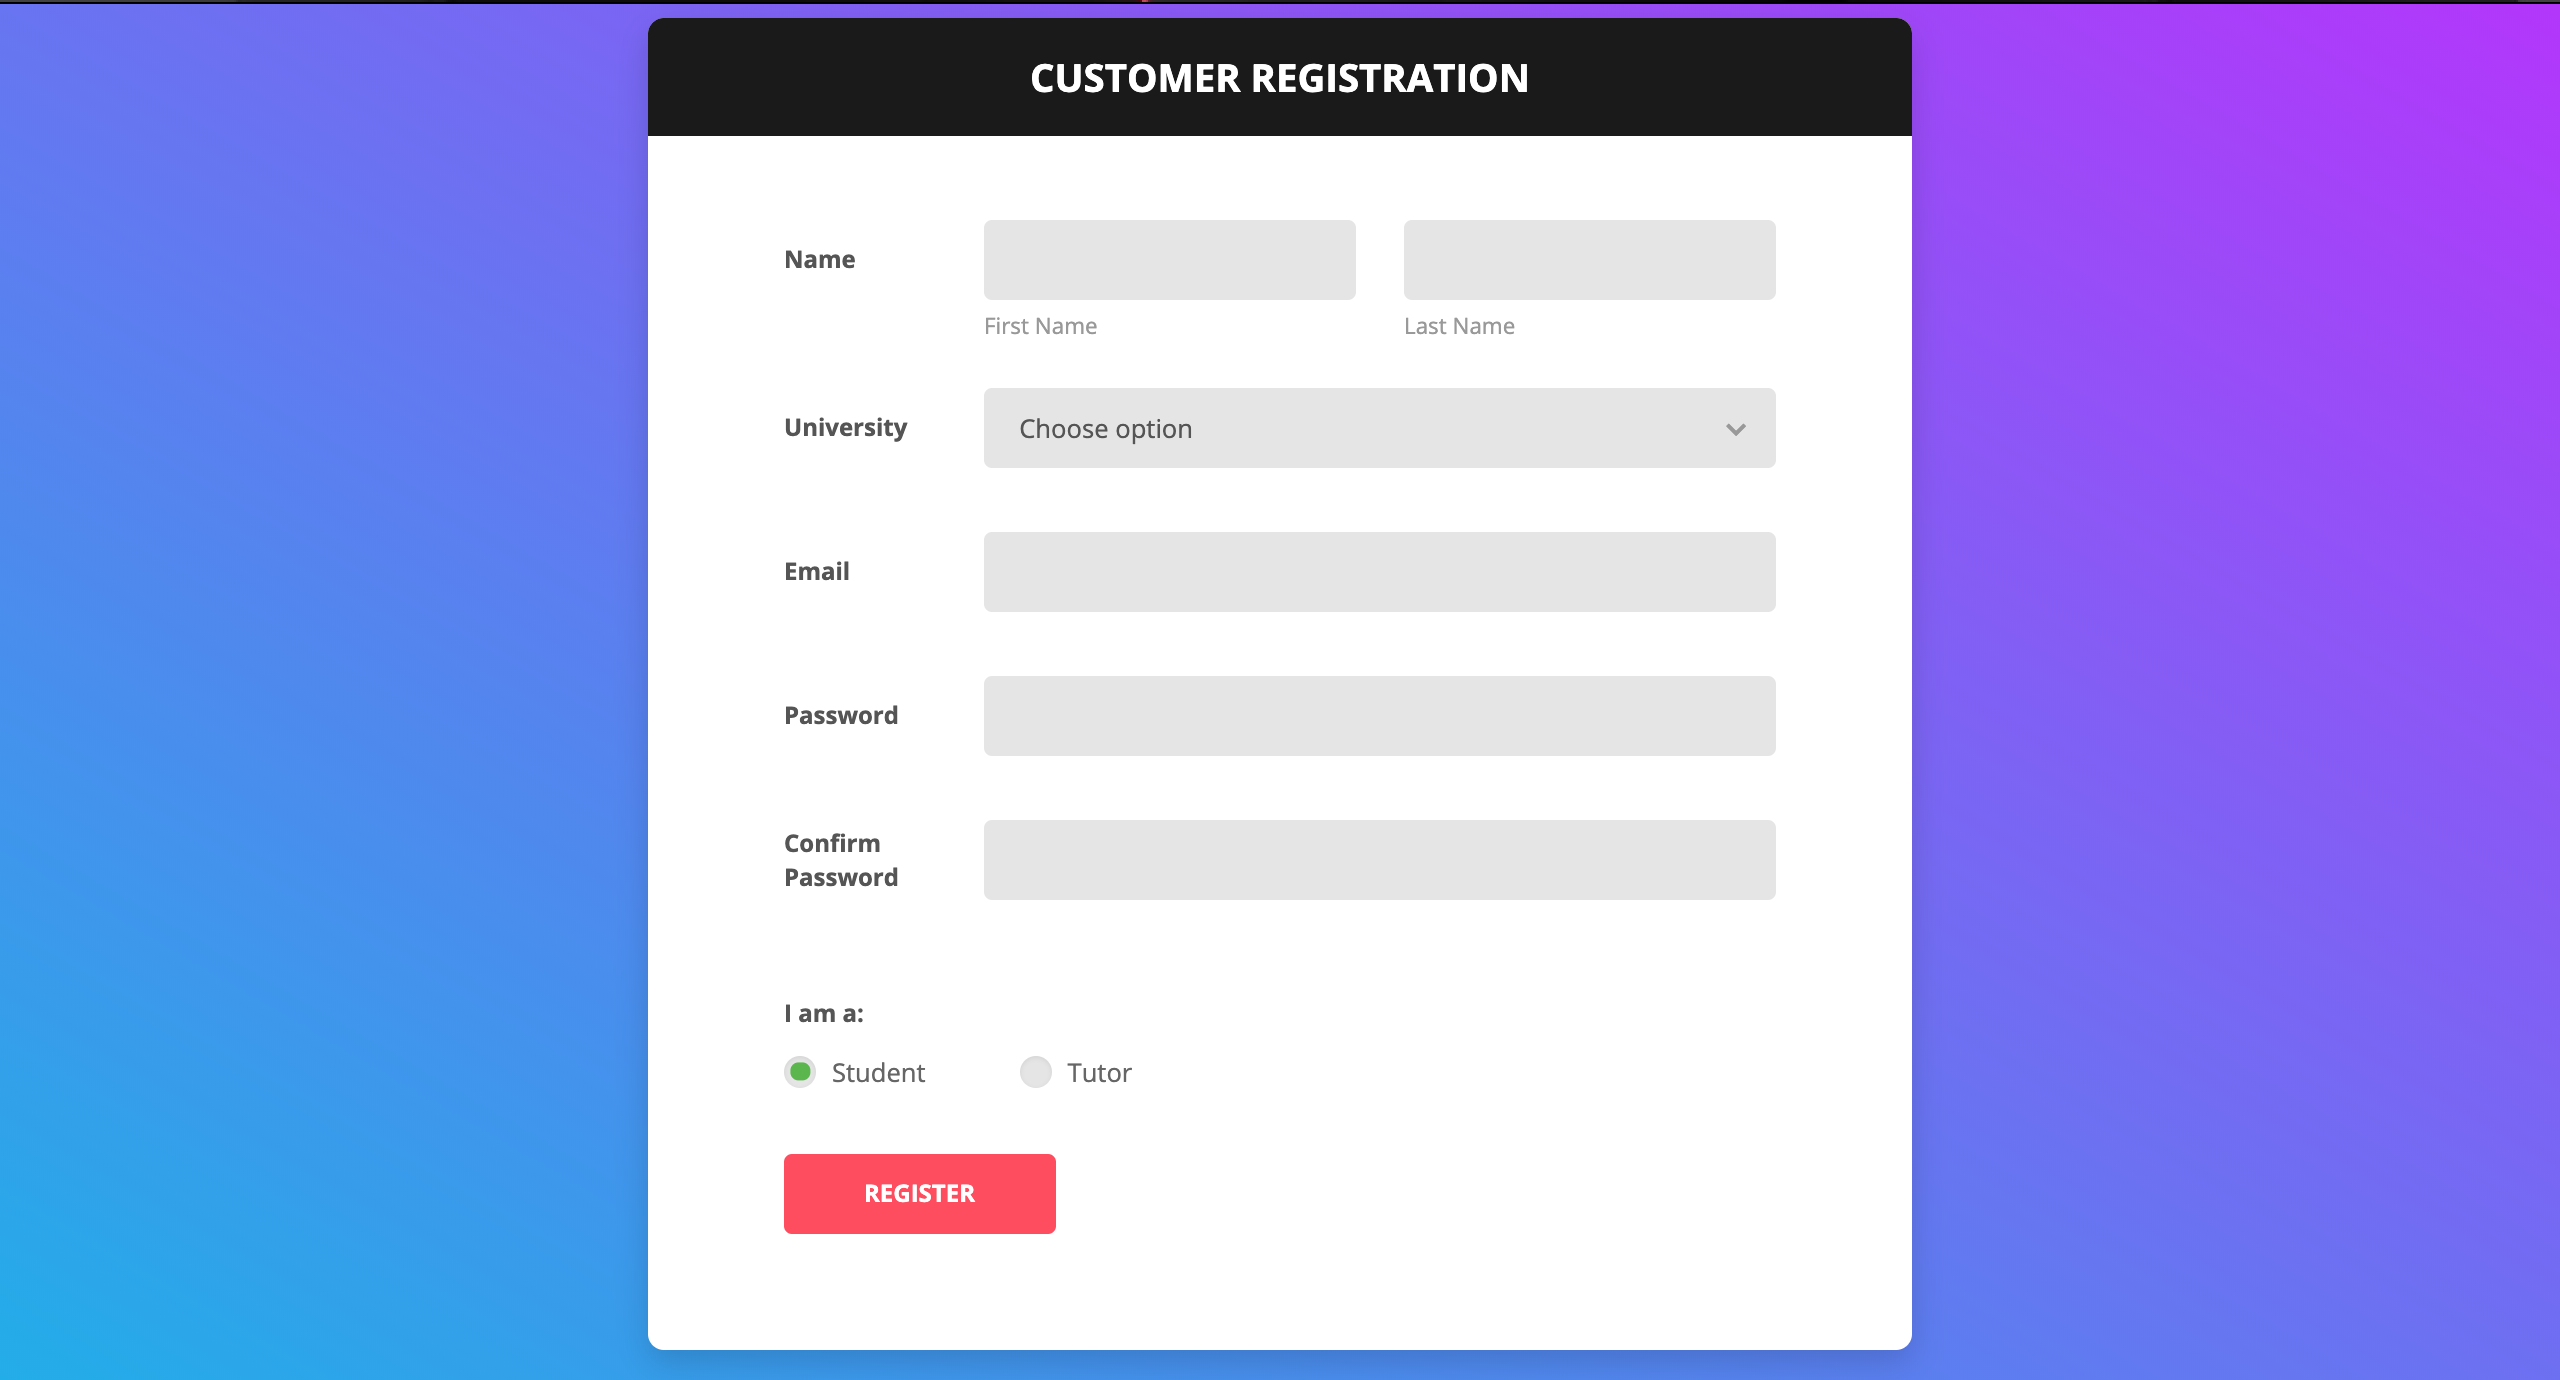 CUSTOMER REGISTRATION
Name
First Name
Last Name
University
Choose option
Email
Password
Confirm
Password
I am a:
Student
Tutor
REGISTER